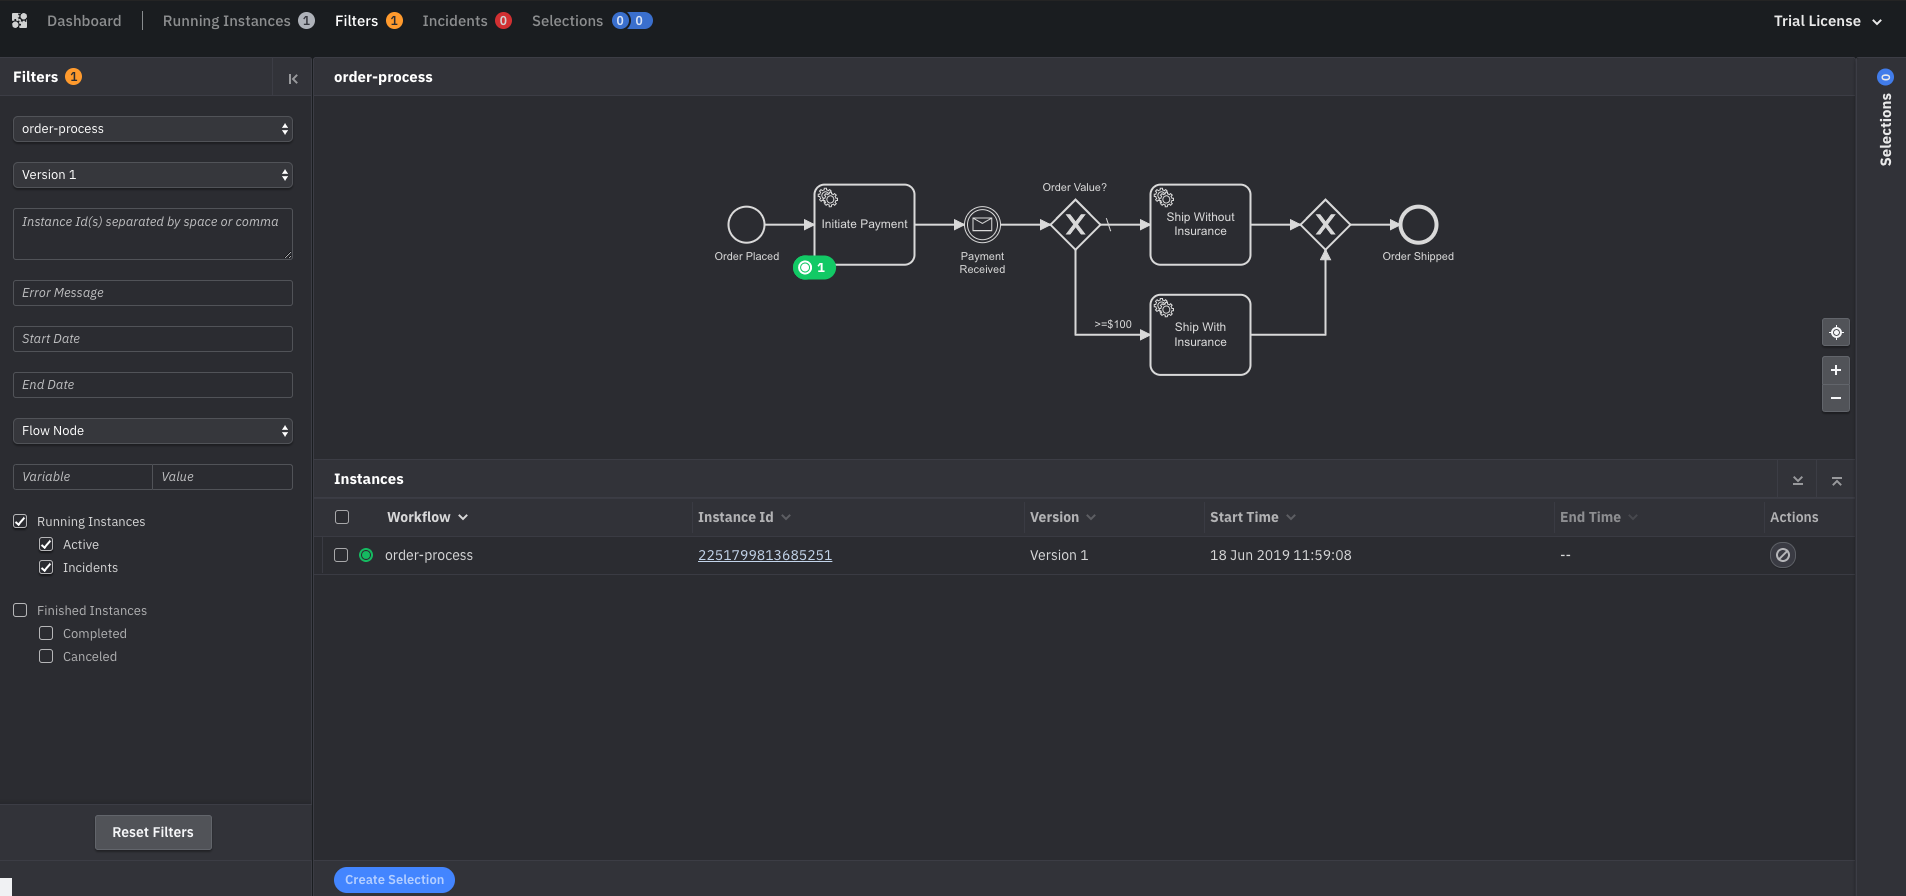 Dashboard Running Instances 1 Filters 1 Incidents 0 Selections 0 0 Trial License
Filters 1
order-process
Version 1
Instance Id(s) separated by space or comma
Error Message
Start Date
End Date
Flow Node
Variable Value
Running Instances
Active
Incidents
Finished Instances
Completed
Canceled
Reset Filters
order-process
Order Placed
Initiate Payment
1
Payment
Received
Order Value?
X
Ship Without
Insurance
>=$100
Ship With
Insurance
X
Order Shipped
+
−
Instances
Workflow Instance Id Version Start Time End Time Actions
order-process 2251799813685251 Version 1 18 Jun 2019 11:59:08 --
Create Selection
Selections 0